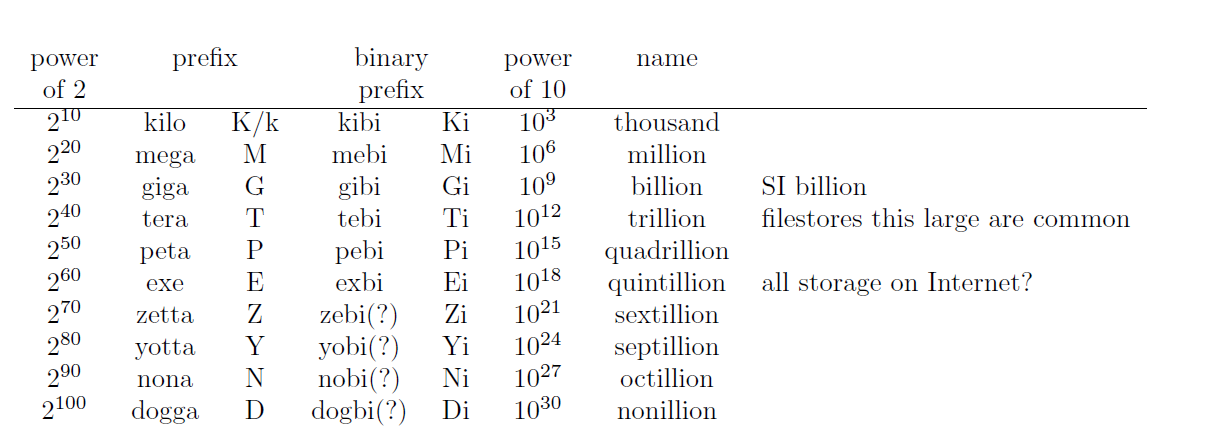 power prefix binary power name
of 2 prefix of 10
2^10 kilo K/k kibi Ki 10^3 thousand
2^20 mega M mebi Mi 10^6 million
2^30 giga G gibi Gi 10^9 billion SI billion
2^40 tera T tebi Ti 10^12 trillion filestores this large are common
2^50 peta P pebi Pi 10^15 quadrillion
2^60 exe E exbi Ei 10^18 quintillion all storage on Internet?
2^70 zetta Z zebi(?) Zi 10^21 sextillion
2^80 yotta Y yobi(?) Yi 10^24 septillion
2^90 nona N nobi(?) Ni 10^27 octillion
2^100 dogga D dogbi(?) Di 10^30 nonillion